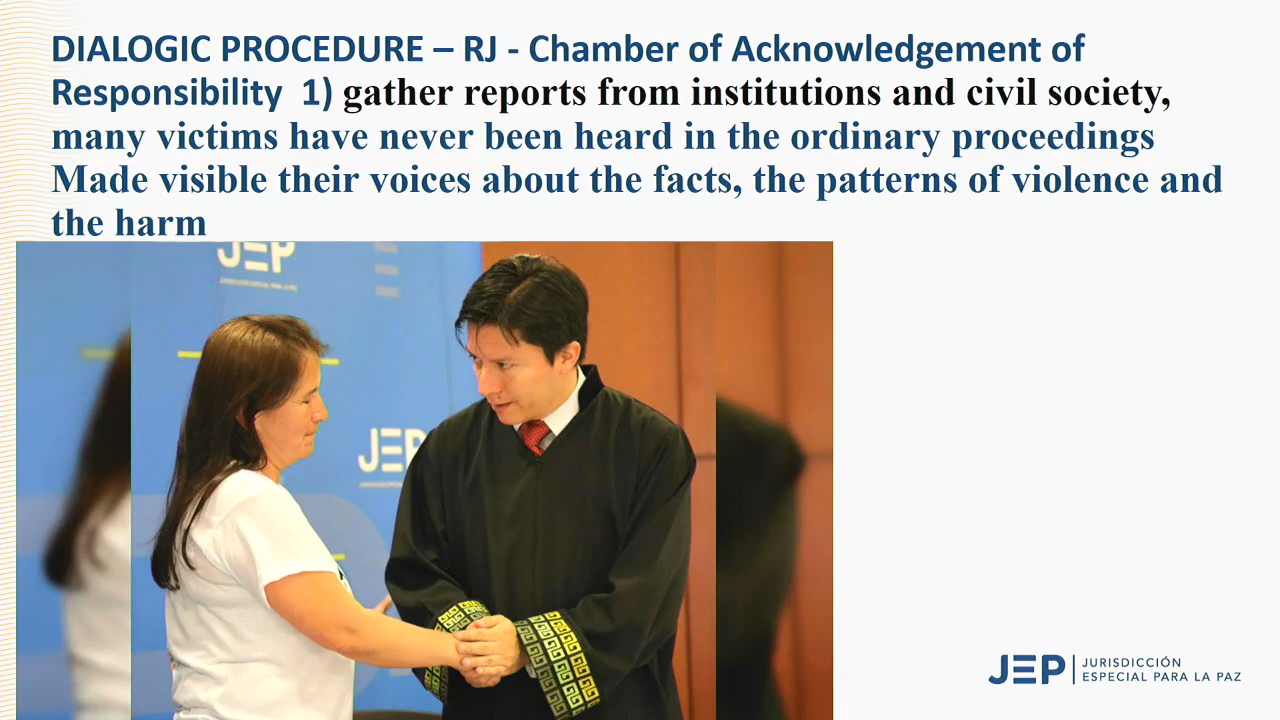 DIALOGIC PROCEDURE – RJ - Chamber of Acknowledgement of
Responsibility 1) gather reports from institutions and civil society,
many victims have never been heard in the ordinary proceedings
Made visible their voices about the facts, the patterns of violence and
the harm
JEP
JEP
JEP JURISDICCIÓN
ESPECIAL PARA LA PAZ